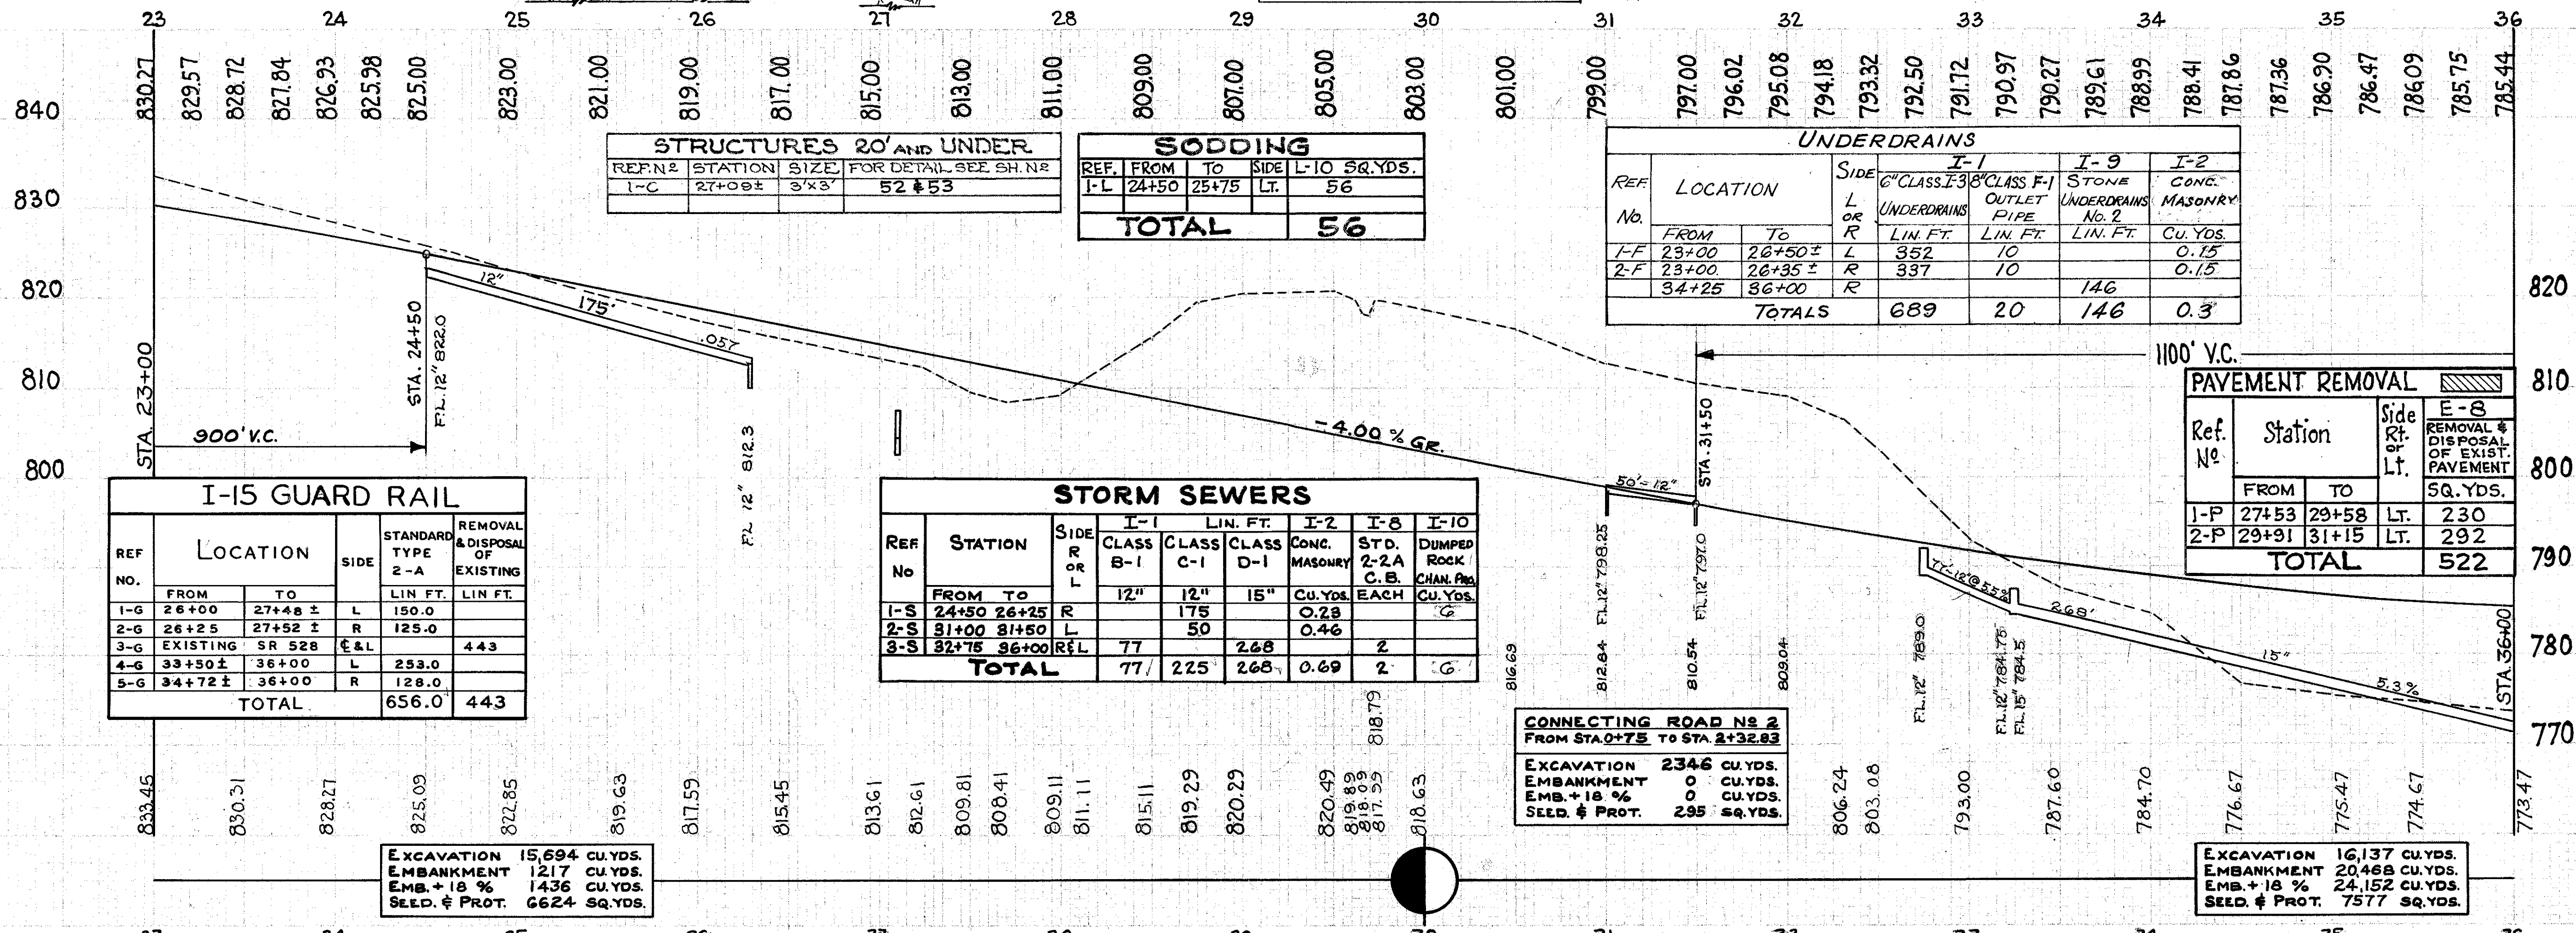 23 24 25 26 27 28 29 30 31 32 33 34 35 36
830.27 829.57 828.72 827.84 826.93 825.98 825.00 823.00 821.00 819.00 817.00 815.00 813.00 811.00 809.00 807.00 805.00 803.00 801.00 799.00 797.00 796.02 795.08 794.18 793.32 792.50 791.72 790.97 790.27 789.61 788.99 788.41 787.86 787.36 786.90 786.47 786.09 785.75 785.44
840
830
820
810
800
820
810
800
790
780
770
STRUCTURES 20' AND UNDER
REF. Nº STATION SIZE FOR DETAIL SEE SH. Nº
1-C 27+09± 3'x3' 52 & 53
SODDING
REF. FROM TO SIDE L-10 SQ.YDS.
1-L 24+50 25+75 LT. 56
TOTAL 56
UNDERDRAINS
REF. No. LOCATION SIDE L OR R I-1 I-9 I-2
6" CLASS I-3 UNDERDRAINS 8" CLASS F-1 OUTLET PIPE STONE UNDERDRAINS No. 2 CONC. MASONRY
FROM TO LIN. FT. LIN. FT. LIN. FT. CU. YDS.
1-F 23+00 26+50± L 352 10 0.15
2-F 23+00 26+35± R 337 10 0.15
34+25 36+00 R 146
TOTALS 689 20 146 0.3
12"
175'
.057
STA. 23+00
STA. 24+50
F.L. 12" 822.0
900' V.C.
F.L. 12" 812.3
-4.00 % GR.
50'-12"
STA. 31+50
1100' V.C.
F.L. 12" 798.25
F.L. 12" 797.0
77'-12" @ 5.5%
268'
15"
5.3%
F.L. 12" 789.0
F.L. 12" 784.75
F.L. 15" 784.5
STA. 36+00
PAVEMENT REMOVAL
Ref. Nº Station Side Rt. or Lt. E-8
REMOVAL & DISPOSAL OF EXIST. PAVEMENT
FROM TO SQ. YDS.
1-P 27+53 29+58 LT. 230
2-P 29+91 31+15 LT. 292
TOTAL 522
I-15 GUARD RAIL
REF NO. LOCATION SIDE STANDARD TYPE 2-A REMOVAL & DISPOSAL OF EXISTING
FROM TO LIN FT. LIN FT.
1-G 26+00 27+48 ± L 150.0
2-G 26+25 27+52 ± R 125.0
3-G EXISTING SR 528 ℄ & L 443
4-G 33+50± 36+00 L 253.0
5-G 34+72± 36+00 R 128.0
TOTAL 656.0 443
STORM SEWERS
REF. No STATION SIDE R OR L I-1 LIN. FT. I-2 I-8 I-10
CLASS B-1 CLASS C-1 CLASS D-1 CONC. MASONRY STD. 2-2A C.B. DUMPED ROCK CHAN. PRO.
FROM TO 12" 12" 15" CU.YDS. EACH CU.YDS.
1-S 24+50 26+25 R 175 0.23 6
2-S 31+00 31+50 L 50 0.46
3-S 32+75 36+00 R&L 77 268 2
TOTAL 77 225 268 0.69 2 6
CONNECTING ROAD Nº 2
FROM STA. 0+75 TO STA. 2+32.83
EXCAVATION 2346 CU.YDS.
EMBANKMENT 0 CU.YDS.
EMB. + 18 % 0 CU.YDS.
SEED. & PROT. 295 SQ.YDS.
833.45 830.31 828.27 825.09 822.85 819.63 817.59 815.45 813.61 812.61 809.81 808.41 809.11 811.11 815.11 819.29 820.29 820.49 819.89 818.09 817.59 818.79 818.63 816.69 812.84 810.54 809.04 806.24 803.08 793.00 787.60 784.70 776.67 775.47 774.67 773.47
EXCAVATION 15,694 CU.YDS.
EMBANKMENT 1217 CU.YDS.
EMB. + 18 % 1436 CU.YDS.
SEED. & PROT. 6624 SQ.YDS.
EXCAVATION 16,137 CU.YDS.
EMBANKMENT 20,468 CU.YDS.
EMB. + 18 % 24,152 CU.YDS.
SEED. & PROT. 7577 SQ.YDS.